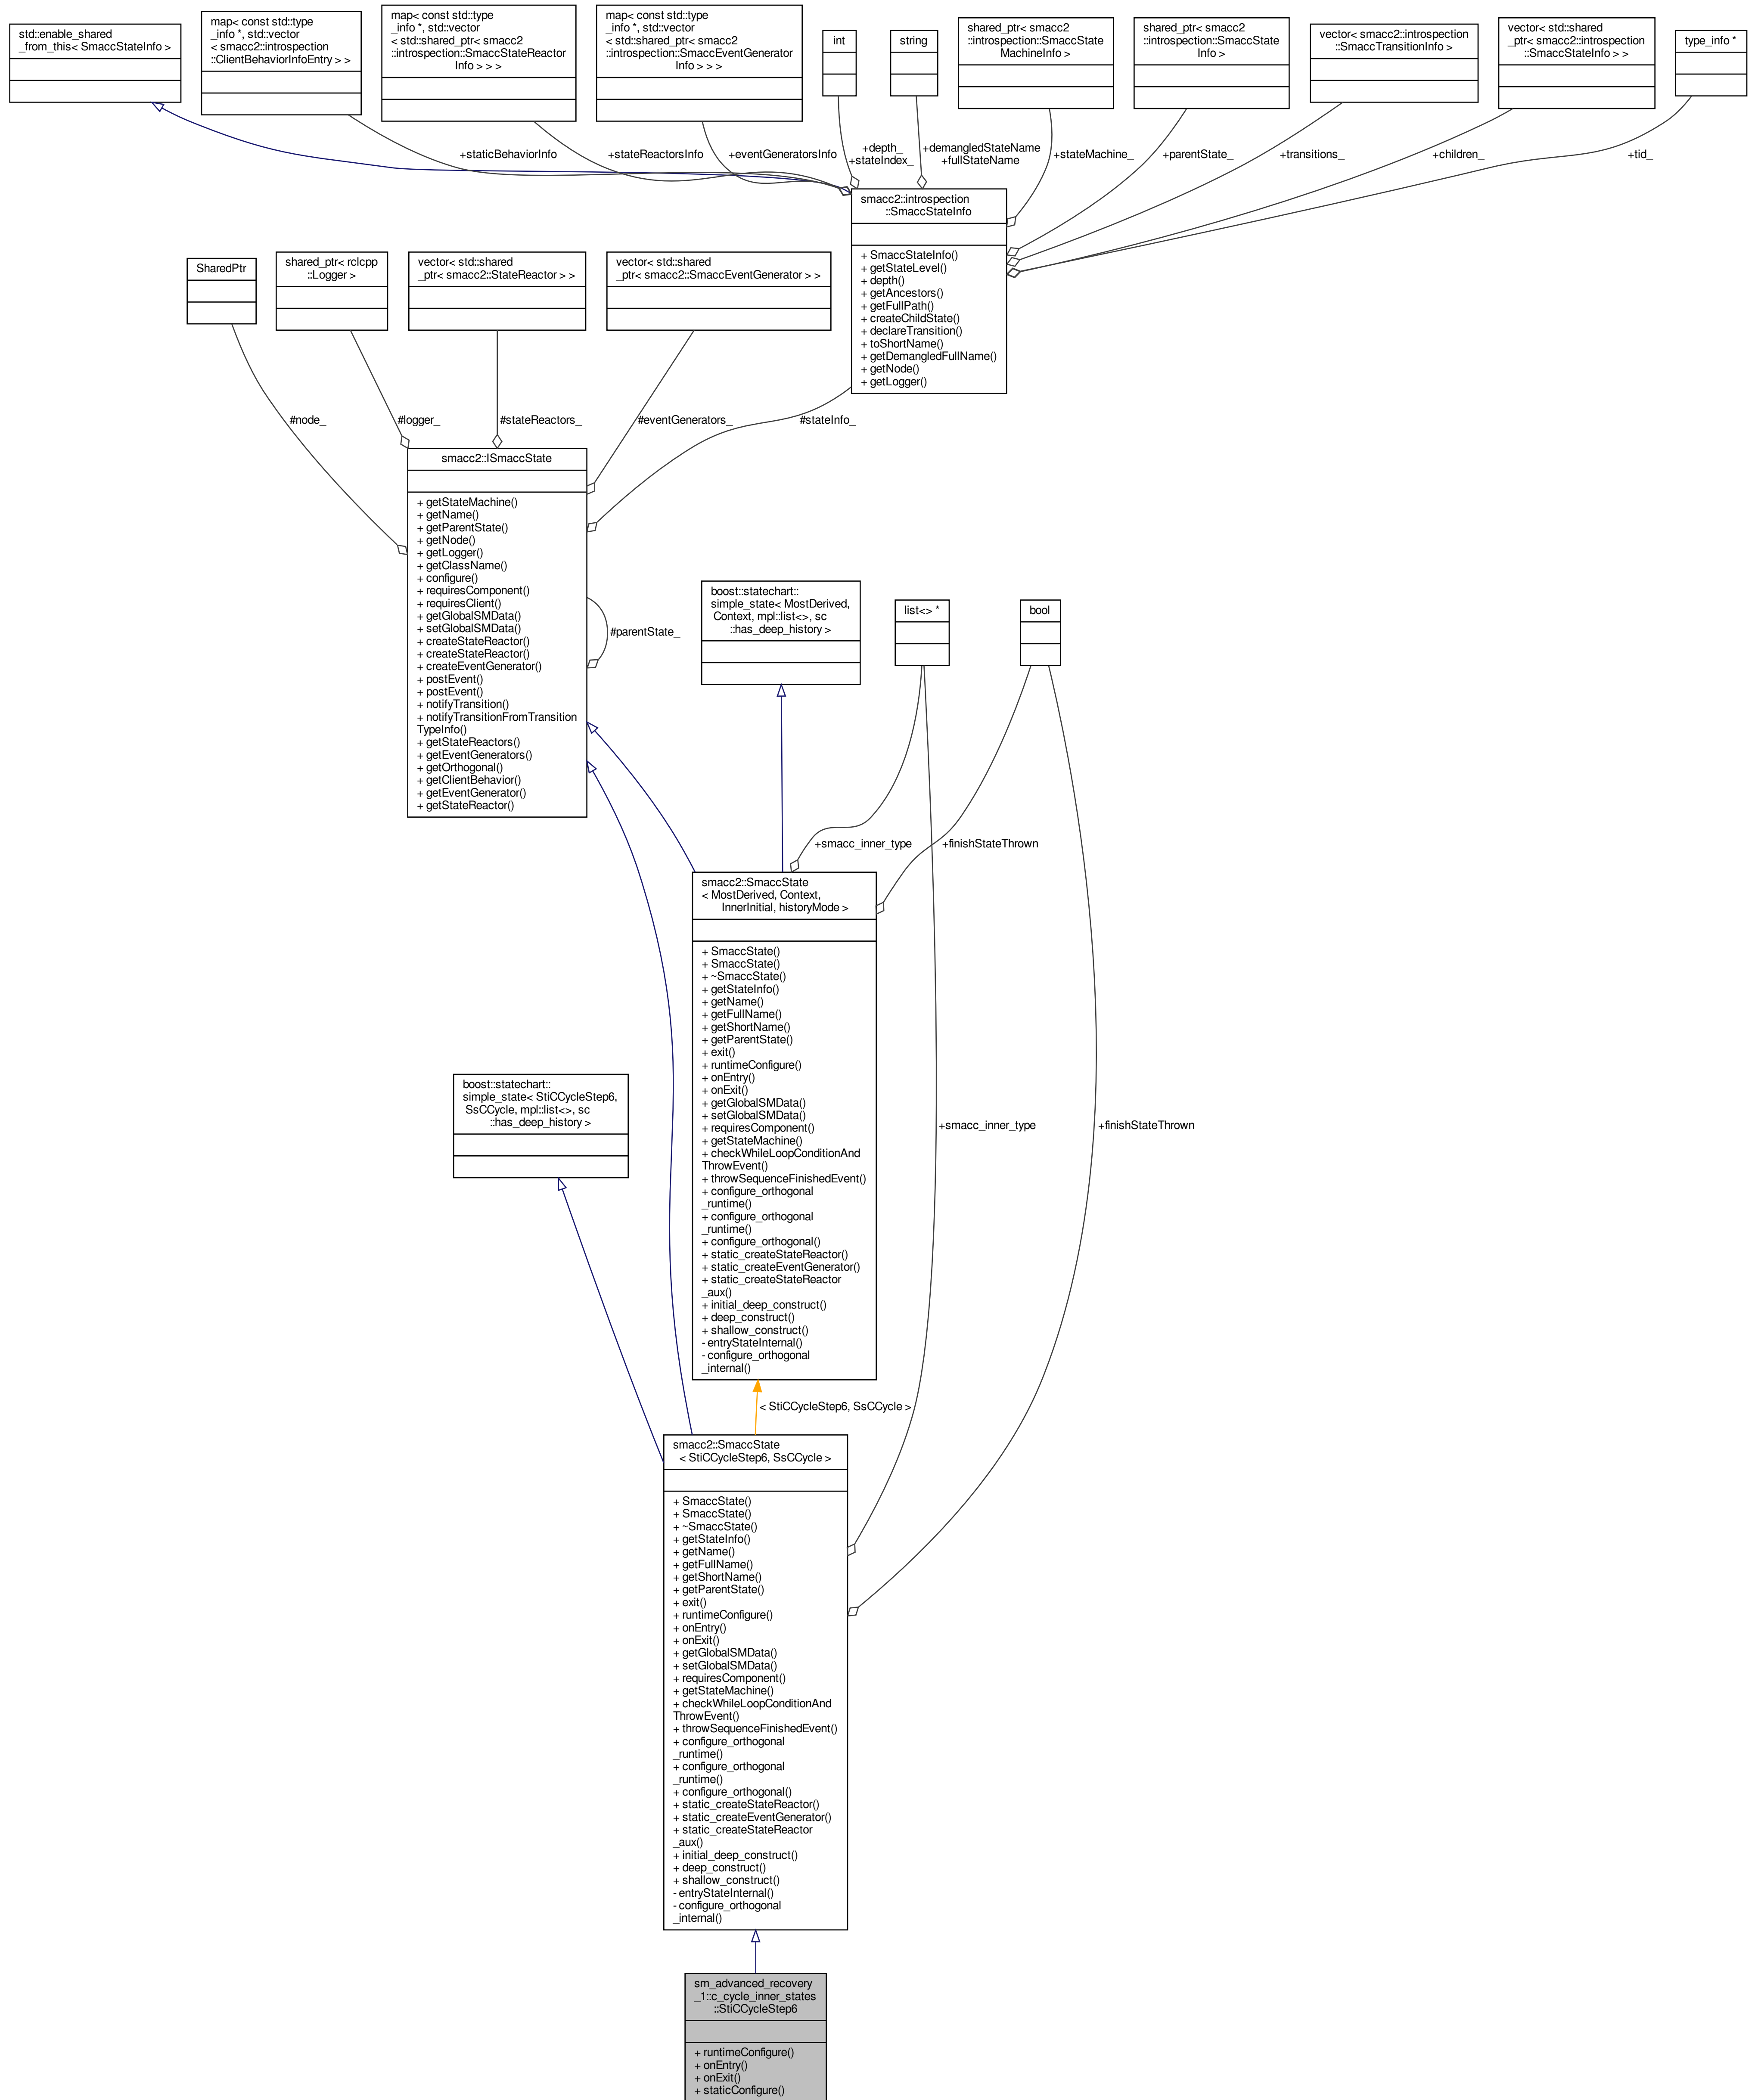 std::enable_shared
_from_this< SmaccStateInfo >
map< const std::type
_info *, std::vector
< smacc2::introspection
::ClientBehaviorInfoEntry > >
map< const std::type
_info *, std::vector
< std::shared_ptr< smacc2
::introspection::SmaccStateReactor
Info > > >
map< const std::type
_info *, std::vector
< std::shared_ptr< smacc2
::introspection::SmaccEventGenerator
Info > > >
int
string
shared_ptr< smacc2
::introspection::SmaccState
MachineInfo >
shared_ptr< smacc2
::introspection::SmaccState
Info >
vector< smacc2::introspection
::SmaccTransitionInfo >
vector< std::shared
_ptr< smacc2::introspection
::SmaccStateInfo > >
type_info *
+staticBehaviorInfo
+stateReactorsInfo
+eventGeneratorsInfo
+depth_
+stateIndex_
+demangledStateName
+fullStateName
+stateMachine_
+parentState_
+transitions_
+children_
+tid_
smacc2::introspection
::SmaccStateInfo
+ SmaccStateInfo()
+ getStateLevel()
+ depth()
+ getAncestors()
+ getFullPath()
+ createChildState()
+ declareTransition()
+ toShortName()
+ getDemangledFullName()
+ getNode()
+ getLogger()
SharedPtr
shared_ptr< rclcpp
::Logger >
vector< std::shared
_ptr< smacc2::StateReactor > >
vector< std::shared
_ptr< smacc2::SmaccEventGenerator > >
#node_
#logger_
#stateReactors_
#eventGenerators_
#stateInfo_
smacc2::ISmaccState
+ getStateMachine()
+ getName()
+ getParentState()
+ getNode()
+ getLogger()
+ getClassName()
+ configure()
+ requiresComponent()
+ requiresClient()
+ getGlobalSMData()
+ setGlobalSMData()
+ createStateReactor()
+ createStateReactor()
+ createEventGenerator()
+ postEvent()
+ postEvent()
+ notifyTransition()
+ notifyTransitionFromTransition
TypeInfo()
+ getStateReactors()
+ getEventGenerators()
+ getOrthogonal()
+ getClientBehavior()
+ getEventGenerator()
+ getStateReactor()
#parentState_
boost::statechart::
simple_state< MostDerived,
Context, mpl::list<>, sc
::has_deep_history >
list<> *
bool
+smacc_inner_type
+finishStateThrown
smacc2::SmaccState
< MostDerived, Context,
InnerInitial, historyMode >
+ SmaccState()
+ SmaccState()
+ ~SmaccState()
+ getStateInfo()
+ getName()
+ getFullName()
+ getShortName()
+ getParentState()
+ exit()
+ runtimeConfigure()
+ onEntry()
+ onExit()
+ getGlobalSMData()
+ setGlobalSMData()
+ requiresComponent()
+ getStateMachine()
+ checkWhileLoopConditionAnd
ThrowEvent()
+ throwSequenceFinishedEvent()
+ configure_orthogonal
_runtime()
+ configure_orthogonal
_runtime()
+ configure_orthogonal()
+ static_createStateReactor()
+ static_createEventGenerator()
+ static_createStateReactor
_aux()
+ initial_deep_construct()
+ deep_construct()
+ shallow_construct()
- entryStateInternal()
- configure_orthogonal
_internal()
boost::statechart::
simple_state< StiCCycleStep6,
SsCCycle, mpl::list<>, sc
::has_deep_history >
+smacc_inner_type
+finishStateThrown
< StiCCycleStep6, SsCCycle >
smacc2::SmaccState
< StiCCycleStep6, SsCCycle >
+ SmaccState()
+ SmaccState()
+ ~SmaccState()
+ getStateInfo()
+ getName()
+ getFullName()
+ getShortName()
+ getParentState()
+ exit()
+ runtimeConfigure()
+ onEntry()
+ onExit()
+ getGlobalSMData()
+ setGlobalSMData()
+ requiresComponent()
+ getStateMachine()
+ checkWhileLoopConditionAnd
ThrowEvent()
+ throwSequenceFinishedEvent()
+ configure_orthogonal
_runtime()
+ configure_orthogonal
_runtime()
+ configure_orthogonal()
+ static_createStateReactor()
+ static_createEventGenerator()
+ static_createStateReactor
_aux()
+ initial_deep_construct()
+ deep_construct()
+ shallow_construct()
- entryStateInternal()
- configure_orthogonal
_internal()
sm_advanced_recovery
_1::c_cycle_inner_states
::StiCCycleStep6
+ runtimeConfigure()
+ onEntry()
+ onExit()
+ staticConfigure()